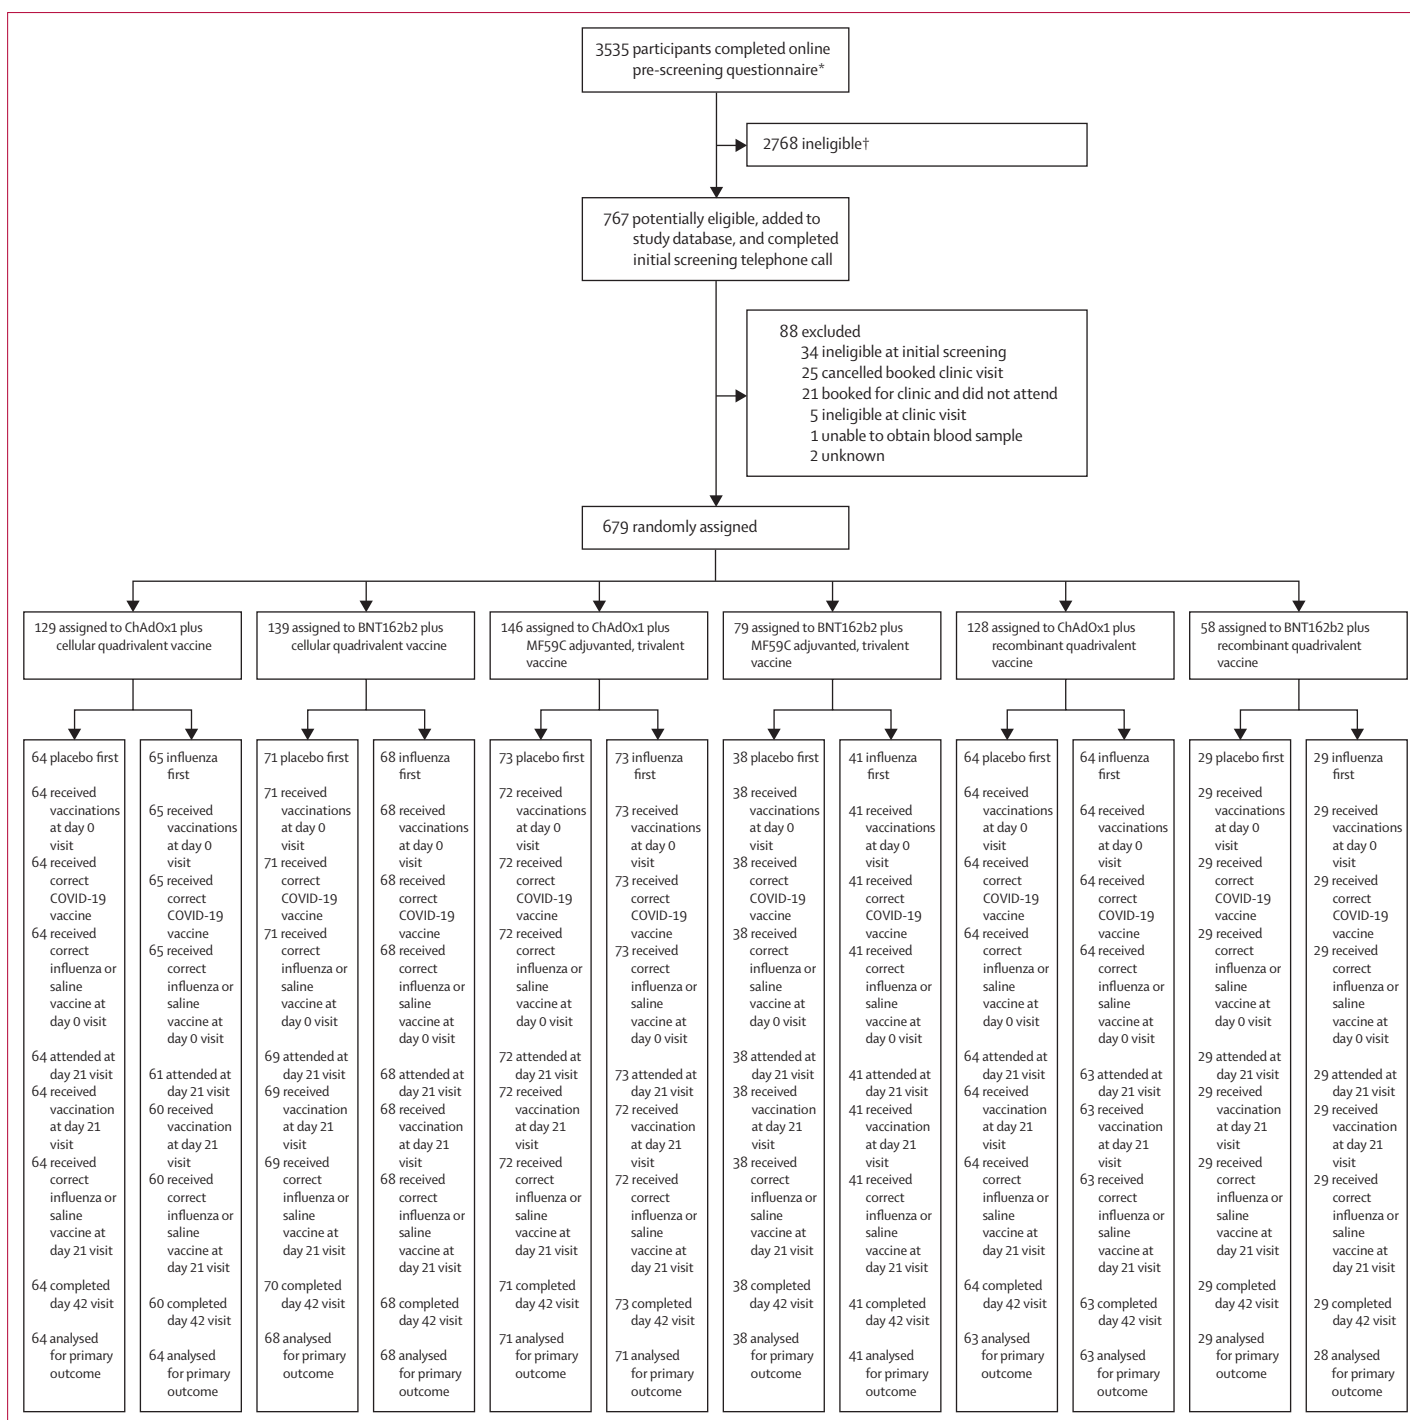 3535 participants completed online
pre-screening questionnaire*
2768 ineligible†
767 potentially eligible, added to
study database, and completed
initial screening telephone call
88 excluded
34 ineligible at initial screening
25 cancelled booked clinic visit
21 booked for clinic and did not attend
5 ineligible at clinic visit
1 unable to obtain blood sample
2 unknown
679 randomly assigned
129 assigned to ChAdOx1 plus
cellular quadrivalent vaccine
139 assigned to BNT162b2 plus
cellular quadrivalent vaccine
146 assigned to ChAdOx1 plus
MF59C adjuvanted, trivalent
vaccine
79 assigned to BNT162b2 plus
MF59C adjuvanted, trivalent
vaccine
128 assigned to ChAdOx1 plus
recombinant quadrivalent
vaccine
58 assigned to BNT162b2 plus
recombinant quadrivalent
vaccine
64 placebo first
64 received
vaccinations
at day 0
visit
64 received
correct
COVID-19
vaccine
64 received
correct
influenza or
saline
vaccine at
day 0 visit
64 attended at
day 21 visit
64 received
vaccination
at day 21
visit
64 received
correct
influenza or
saline
vaccine at
day 21 visit
64 completed
day 42 visit
64 analysed
for primary
outcome
65 influenza
first
65 received
vaccinations
at day 0
visit
65 received
correct
COVID-19
vaccine
65 received
correct
influenza or
saline
vaccine at
day 0 visit
61 attended at
day 21 visit
60 received
vaccination
at day 21
visit
60 received
correct
influenza or
saline
vaccine at
day 21 visit
60 completed
day 42 visit
64 analysed
for primary
outcome
71 placebo first
71 received
vaccinations
at day 0
visit
71 received
correct
COVID-19
vaccine
71 received
correct
influenza or
saline
vaccine at
day 0 visit
69 attended at
day 21 visit
69 received
vaccination
at day 21
visit
69 received
correct
influenza or
saline
vaccine at
day 21 visit
70 completed
day 42 visit
68 analysed
for primary
outcome
68 influenza
first
68 received
vaccinations
at day 0
visit
68 received
correct
COVID-19
vaccine
68 received
correct
influenza or
saline
vaccine at
day 0 visit
68 attended at
day 21 visit
68 received
vaccination
at day 21
visit
68 received
correct
influenza or
saline
vaccine at
day 21 visit
68 completed
day 42 visit
68 analysed
for primary
outcome
73 placebo first
72 received
vaccinations
at day 0
visit
72 received
correct
COVID-19
vaccine
72 received
correct
influenza or
saline
vaccine at
day 0 visit
72 attended at
day 21 visit
72 received
vaccination
at day 21
visit
72 received
correct
influenza or
saline
vaccine at
day 21 visit
71 completed
day 42 visit
71 analysed
for primary
outcome
73 influenza
first
73 received
vaccinations
at day 0
visit
73 received
correct
COVID-19
vaccine
73 received
correct
influenza or
saline
vaccine at
day 0 visit
73 attended at
day 21 visit
72 received
vaccination
at day 21
visit
72 received
correct
influenza or
saline
vaccine at
day 21 visit
73 completed
day 42 visit
71 analysed
for primary
outcome
38 placebo first
38 received
vaccinations
at day 0
visit
38 received
correct
COVID-19
vaccine
38 received
correct
influenza or
saline
vaccine at
day 0 visit
38 attended at
day 21 visit
38 received
vaccination
at day 21
visit
38 received
correct
influenza or
saline
vaccine at
day 21 visit
38 completed
day 42 visit
38 analysed
for primary
outcome
41 influenza
first
41 received
vaccinations
at day 0
visit
41 received
correct
COVID-19
vaccine
41 received
correct
influenza or
saline
vaccine at
day 0 visit
41 attended at
day 21 visit
41 received
vaccination
at day 21
visit
41 received
correct
influenza or
saline
vaccine at
day 21 visit
41 completed
day 42 visit
41 analysed
for primary
outcome
64 placebo first
64 received
vaccinations
at day 0
visit
64 received
correct
COVID-19
vaccine
64 received
correct
influenza or
saline
vaccine at
day 0 visit
64 attended at
day 21 visit
64 received
vaccination
at day 21
visit
64 received
correct
influenza or
saline
vaccine at
day 21 visit
64 completed
day 42 visit
63 analysed
for primary
outcome
64 influenza
first
64 received
vaccinations
at day 0
visit
64 received
correct
COVID-19
vaccine
64 received
correct
influenza or
saline
vaccine at
day 0 visit
63 attended at
day 21 visit
63 received
vaccination
at day 21
visit
63 received
correct
influenza or
saline
vaccine at
day 21 visit
63 completed
day 42 visit
63 analysed
for primary
outcome
29 placebo first
29 received
vaccinations
at day 0
visit
29 received
correct
COVID-19
vaccine
29 received
correct
influenza or
saline
vaccine at
day 0 visit
29 attended at
day 21 visit
29 received
vaccination
at day 21
visit
29 received
correct
influenza or
saline
vaccine at
day 21 visit
29 completed
day 42 visit
29 analysed
for primary
outcome
29 influenza
first
29 received
vaccinations
at day 0
visit
29 received
correct
COVID-19
vaccine
29 received
correct
influenza or
saline
vaccine at
day 0 visit
29 attended at
day 21 visit
29 received
vaccination
at day 21
visit
29 received
correct
influenza or
saline
vaccine at
day 21 visit
29 completed
day 42 visit
28 analysed
for primary
outcome